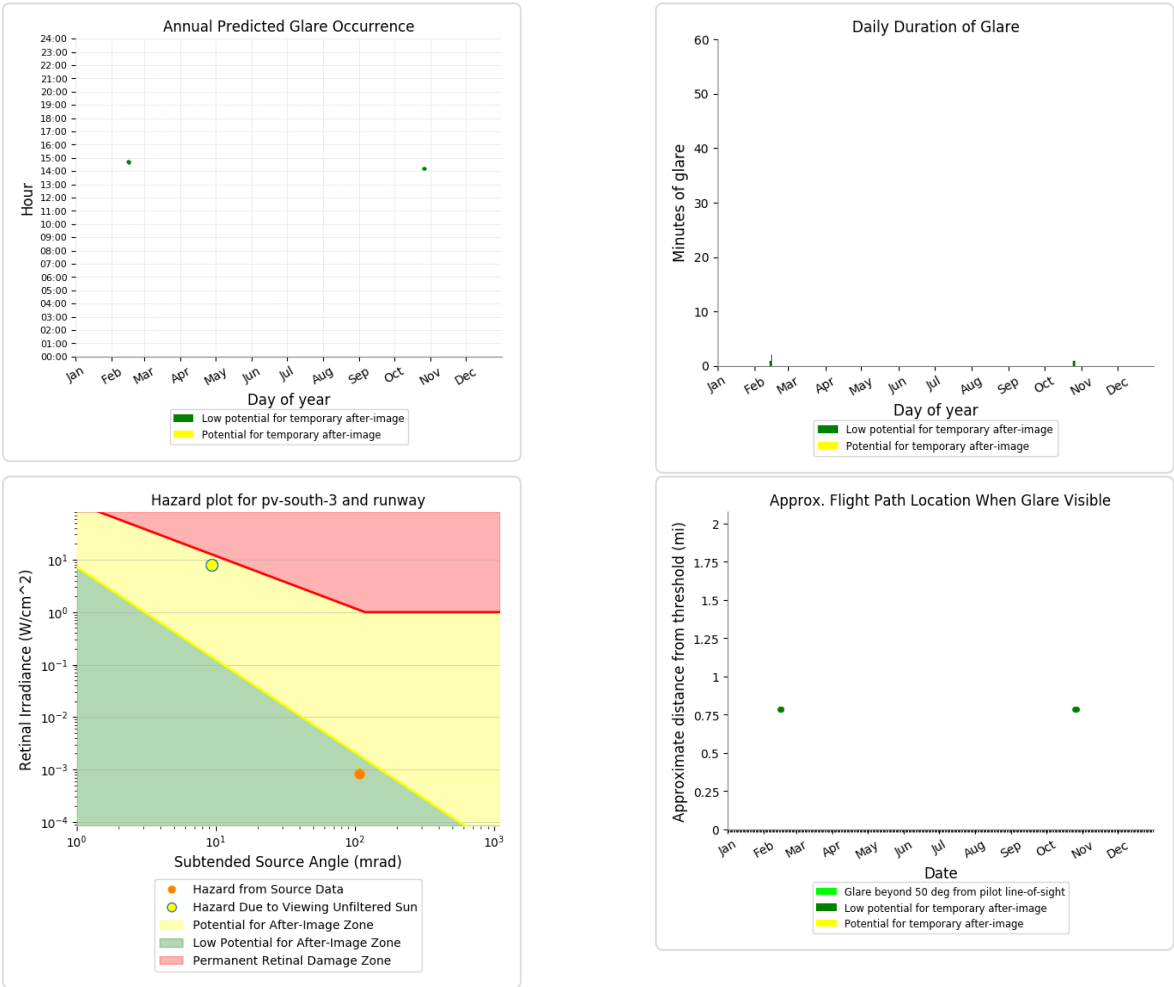 Annual Predicted Glare Occurrence
24:00
23:00
22:00
21:00
20:00
19:00
18:00
17:00
16:00
15:00
14:00
13:00
12:00
11:00
10:00
09:00
08:00
07:00
06:00
05:00
04:00
03:00
02:00
01:00
00:00
Hour
Jan Feb Mar Apr May Jun Jul Aug Sep Oct Nov Dec
Day of year
Low potential for temporary after-image
Potential for temporary after-image
Daily Duration of Glare
60
50
40
30
20
10
0
Minutes of glare
Jan Feb Mar Apr May Jun Jul Aug Sep Oct Nov Dec
Day of year
Low potential for temporary after-image
Potential for temporary after-image
Hazard plot for pv-south-3 and runway
10^1
10^0
10^-1
10^-2
10^-3
10^-4
Retinal Irradiance (W/cm^2)
10^0 10^1 10^2 10^3
Subtended Source Angle (mrad)
Hazard from Source Data
Hazard Due to Viewing Unfiltered Sun
Potential for After-Image Zone
Low Potential for After-Image Zone
Permanent Retinal Damage Zone
Approx. Flight Path Location When Glare Visible
2
1.75
1.5
1.25
1
0.75
0.5
0.25
0
Approximate distance from threshold (mi)
Jan Feb Mar Apr May Jun Jul Aug Sep Oct Nov Dec
Date
Glare beyond 50 deg from pilot line-of-sight
Low potential for temporary after-image
Potential for temporary after-image